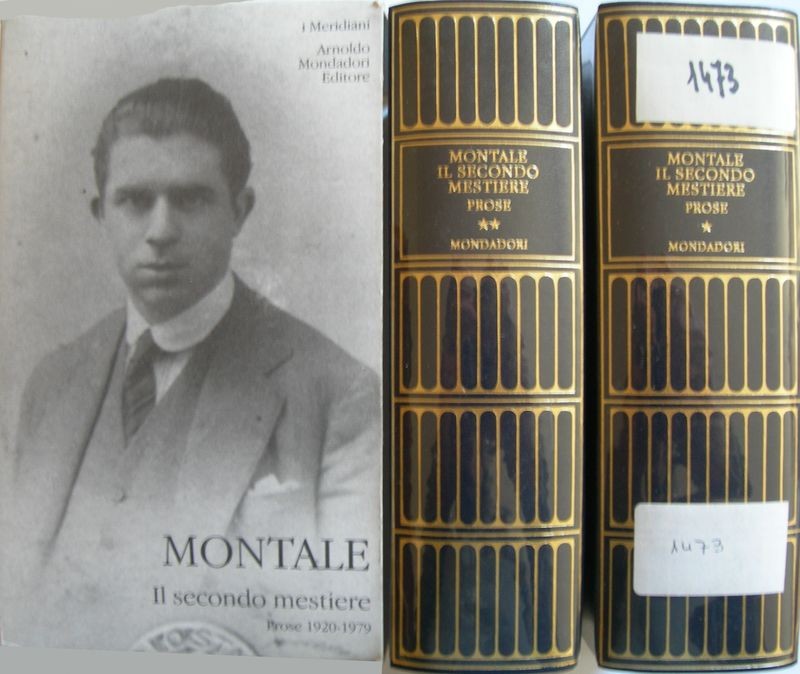 i Meridiani
Arnoldo
Mondadori
Editore
MONTALE
Il secondo mestiere
Prose 1920-1979
MONTALE
IL SECONDO
MESTIERE
PROSE
★★
MONDADORI
1473
MONTALE
IL SECONDO
MESTIERE
PROSE
★
MONDADORI
1473